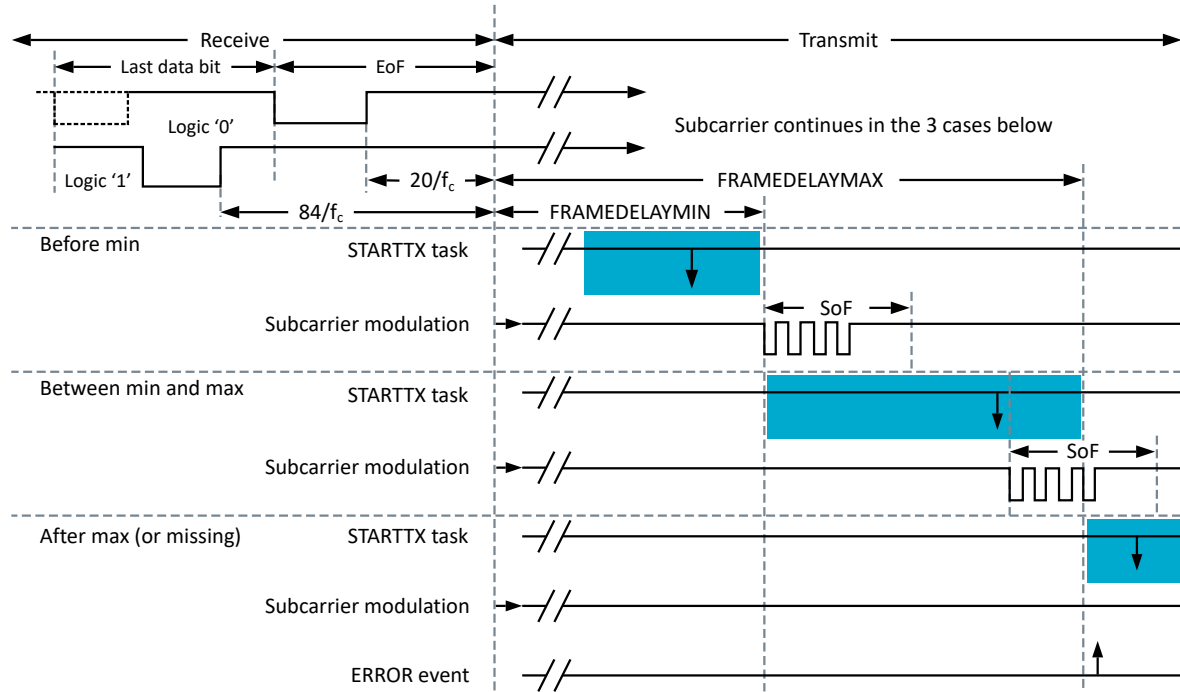 Receive
Transmit
Last data bit
EoF
Logic ‘0’
Subcarrier continues in the 3 cases below
Logic ‘1’
20/fc
FRAMEDELAYMAX
84/fc
FRAMEDELAYMIN
Before min
STARTTX task
SoF
Subcarrier modulation
Between min and max
STARTTX task
SoF
Subcarrier modulation
After max (or missing)
STARTTX task
Subcarrier modulation
ERROR event